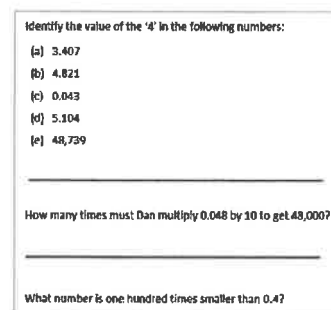 Identify the value of the '4' in the following numbers:
(a) 3.407
(b) 4.821
(c) 0.043
(d) 5.104
(e) 48,739
How many times must Dan multiply 0.048 by 10 to get 48,000?
What number is one hundred times smaller than 0.4?